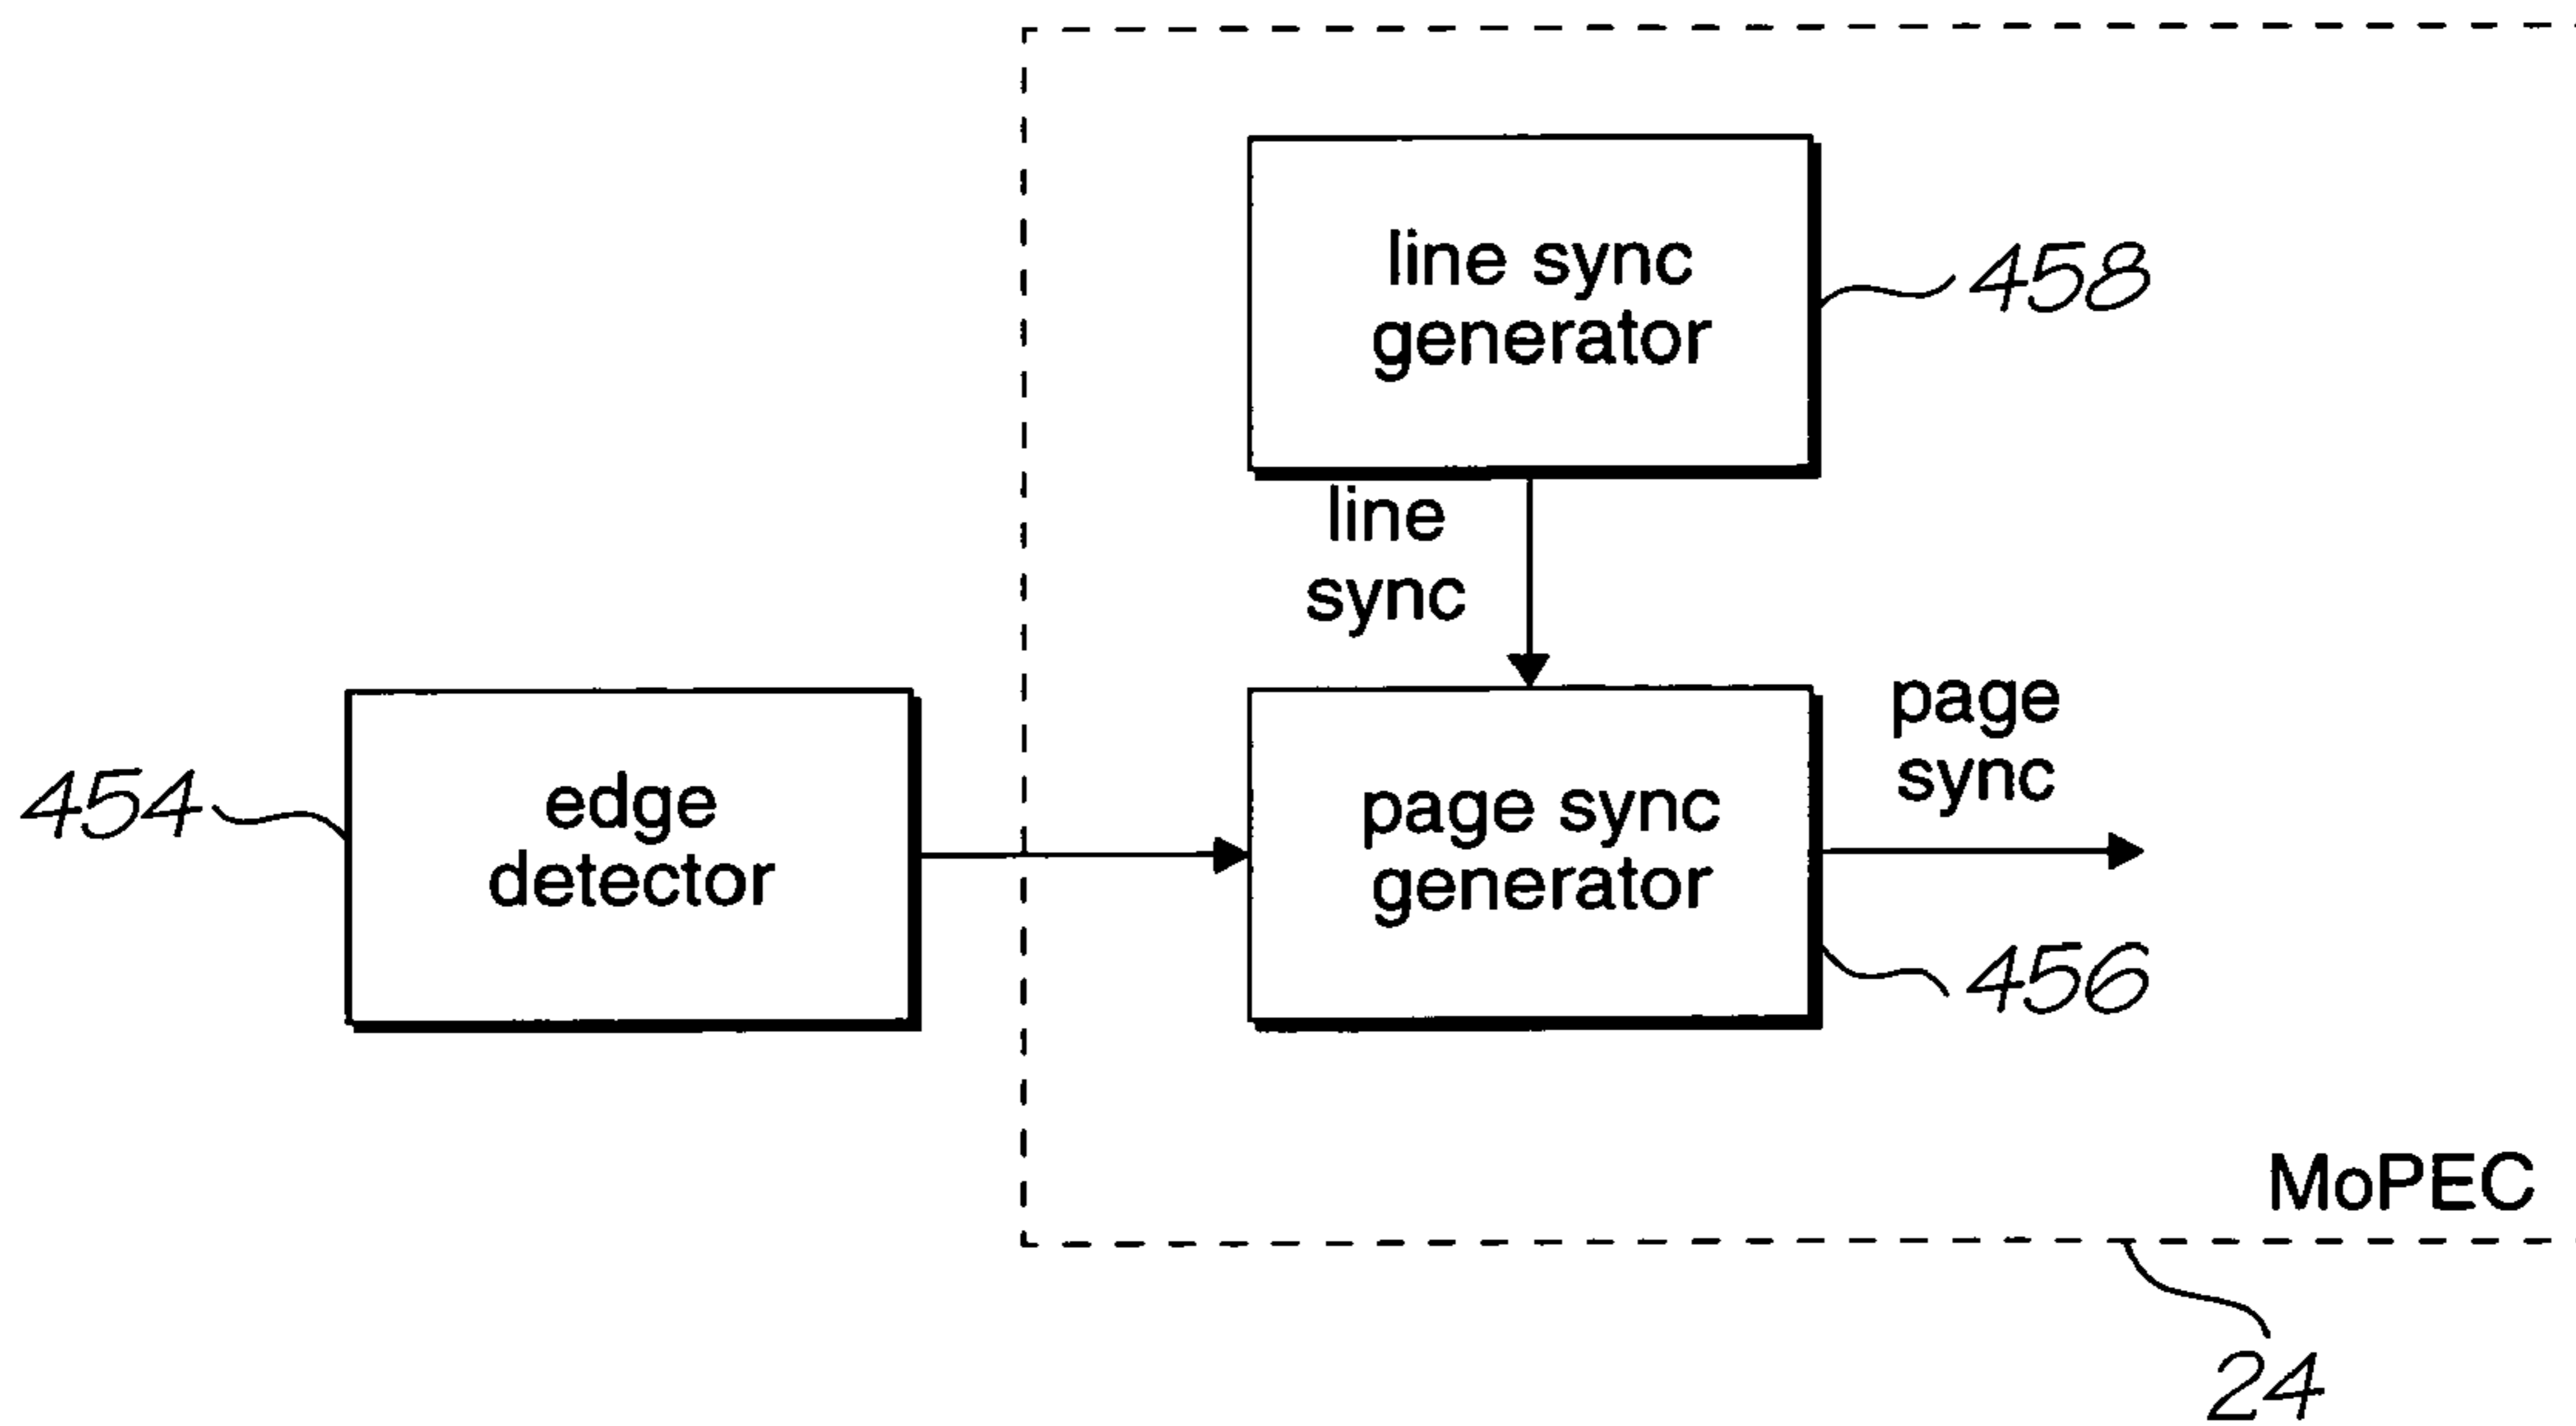 line sync
generator
458
line
sync
page
sync
454
edge
detector
page sync
generator
456
MoPEC
24